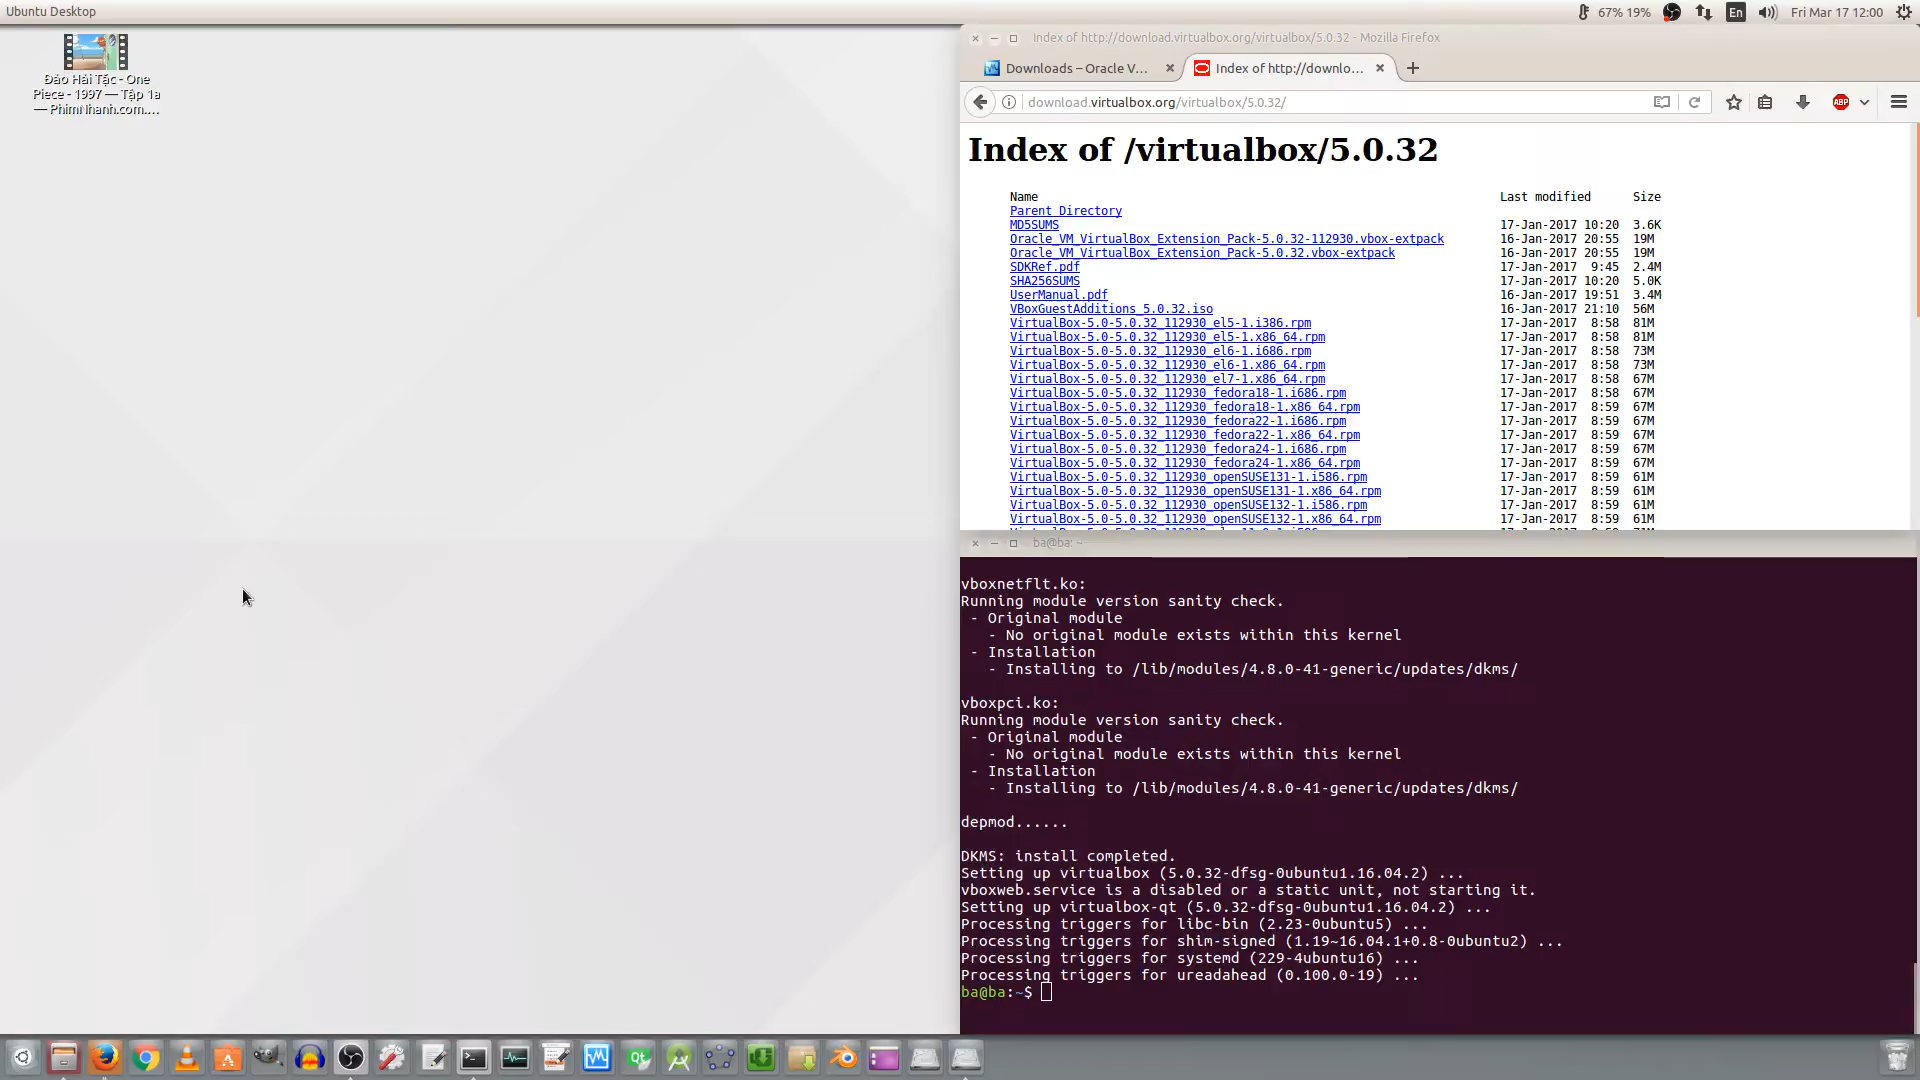 Ubuntu Desktop
67% 19%
En
Fri Mar 17 12:00
Đảo Hải Tặc - One
Piece - 1997 — Tập 1a
— PhimNhanh.com....
Index of http://download.virtualbox.org/virtualbox/5.0.32 - Mozilla Firefox
Downloads – Oracle V...
Index of http://downlo...
download.virtualbox.org/virtualbox/5.0.32/
ABP
Index of /virtualbox/5.0.32
Name Last modified Size
Parent Directory
MD5SUMS 17-Jan-2017 10:20 3.6K
Oracle_VM_VirtualBox_Extension_Pack-5.0.32-112930.vbox-extpack 16-Jan-2017 20:55 19M
Oracle_VM_VirtualBox_Extension_Pack-5.0.32.vbox-extpack 16-Jan-2017 20:55 19M
SDKRef.pdf 17-Jan-2017 9:45 2.4M
SHA256SUMS 17-Jan-2017 10:20 5.0K
UserManual.pdf 16-Jan-2017 19:51 3.4M
VBoxGuestAdditions_5.0.32.iso 16-Jan-2017 21:10 56M
VirtualBox-5.0-5.0.32_112930_el5-1.i386.rpm 17-Jan-2017 8:58 81M
VirtualBox-5.0-5.0.32_112930_el5-1.x86_64.rpm 17-Jan-2017 8:58 81M
VirtualBox-5.0-5.0.32_112930_el6-1.i686.rpm 17-Jan-2017 8:58 73M
VirtualBox-5.0-5.0.32_112930_el6-1.x86_64.rpm 17-Jan-2017 8:58 73M
VirtualBox-5.0-5.0.32_112930_el7-1.x86_64.rpm 17-Jan-2017 8:58 67M
VirtualBox-5.0-5.0.32_112930_fedora18-1.i686.rpm 17-Jan-2017 8:58 67M
VirtualBox-5.0-5.0.32_112930_fedora18-1.x86_64.rpm 17-Jan-2017 8:59 67M
VirtualBox-5.0-5.0.32_112930_fedora22-1.i686.rpm 17-Jan-2017 8:59 67M
VirtualBox-5.0-5.0.32_112930_fedora22-1.x86_64.rpm 17-Jan-2017 8:59 67M
VirtualBox-5.0-5.0.32_112930_fedora24-1.i686.rpm 17-Jan-2017 8:59 67M
VirtualBox-5.0-5.0.32_112930_fedora24-1.x86_64.rpm 17-Jan-2017 8:59 67M
VirtualBox-5.0-5.0.32_112930_openSUSE131-1.i586.rpm 17-Jan-2017 8:59 61M
VirtualBox-5.0-5.0.32_112930_openSUSE131-1.x86_64.rpm 17-Jan-2017 8:59 61M
VirtualBox-5.0-5.0.32_112930_openSUSE132-1.i586.rpm 17-Jan-2017 8:59 61M
VirtualBox-5.0-5.0.32_112930_openSUSE132-1.x86_64.rpm 17-Jan-2017 8:59 61M
ba@ba: ~
vboxnetflt.ko:
Running module version sanity check.
- Original module
- No original module exists within this kernel
- Installation
- Installing to /lib/modules/4.8.0-41-generic/updates/dkms/
vboxpci.ko:
Running module version sanity check.
- Original module
- No original module exists within this kernel
- Installation
- Installing to /lib/modules/4.8.0-41-generic/updates/dkms/
depmod......
DKMS: install completed.
Setting up virtualbox (5.0.32-dfsg-0ubuntu1.16.04.2) ...
vboxweb.service is a disabled or a static unit, not starting it.
Setting up virtualbox-qt (5.0.32-dfsg-0ubuntu1.16.04.2) ...
Processing triggers for libc-bin (2.23-0ubuntu5) ...
Processing triggers for shim-signed (1.19~16.04.1+0.8-0ubuntu2) ...
Processing triggers for systemd (229-4ubuntu16) ...
Processing triggers for ureadahead (0.100.0-19) ...
ba@ba:~$
Qt